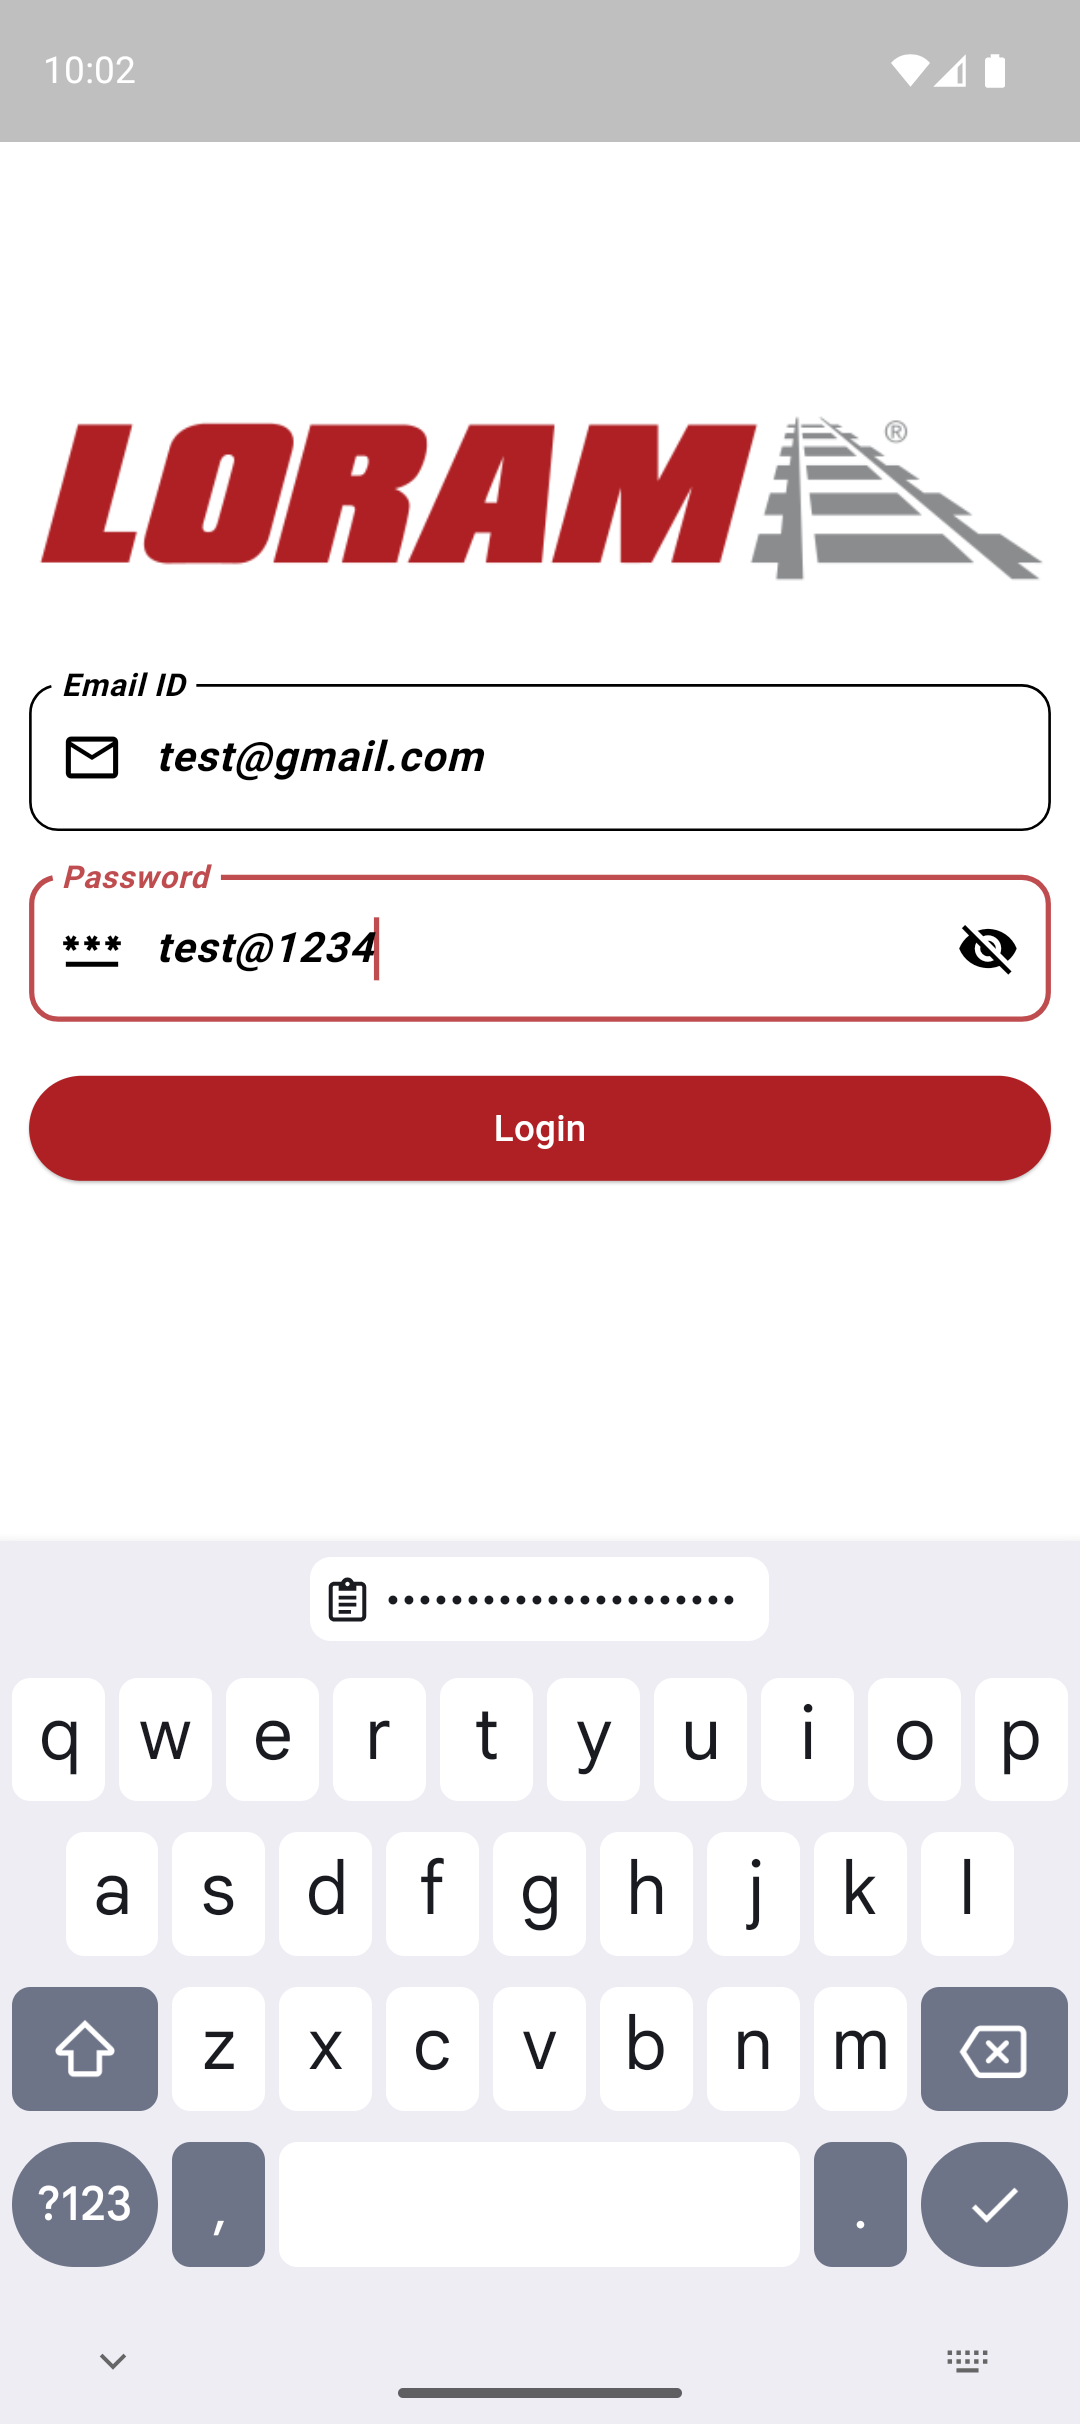 10:02
LORAM®
Email ID
test@gmail.com
Password
*** test@1234
Login
••••••••••••••••••••••
q w e r t y u i o p
a s d f g h j k l
z x c v b n m
?123 , .